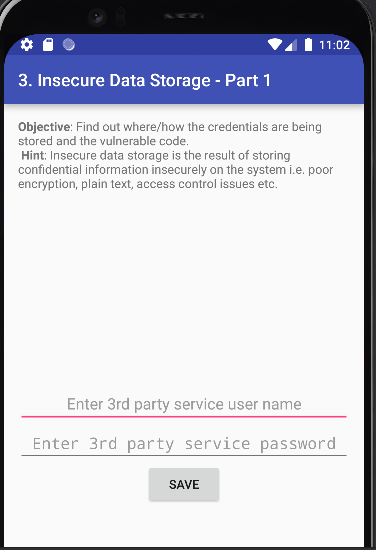 11:02
3. Insecure Data Storage - Part 1
Objective: Find out where/how the credentials are being
stored and the vulnerable code.
Hint: Insecure data storage is the result of storing
confidential information insecurely on the system i.e. poor
encryption, plain text, access control issues etc.
Enter 3rd party service user name
Enter 3rd party service password
SAVE